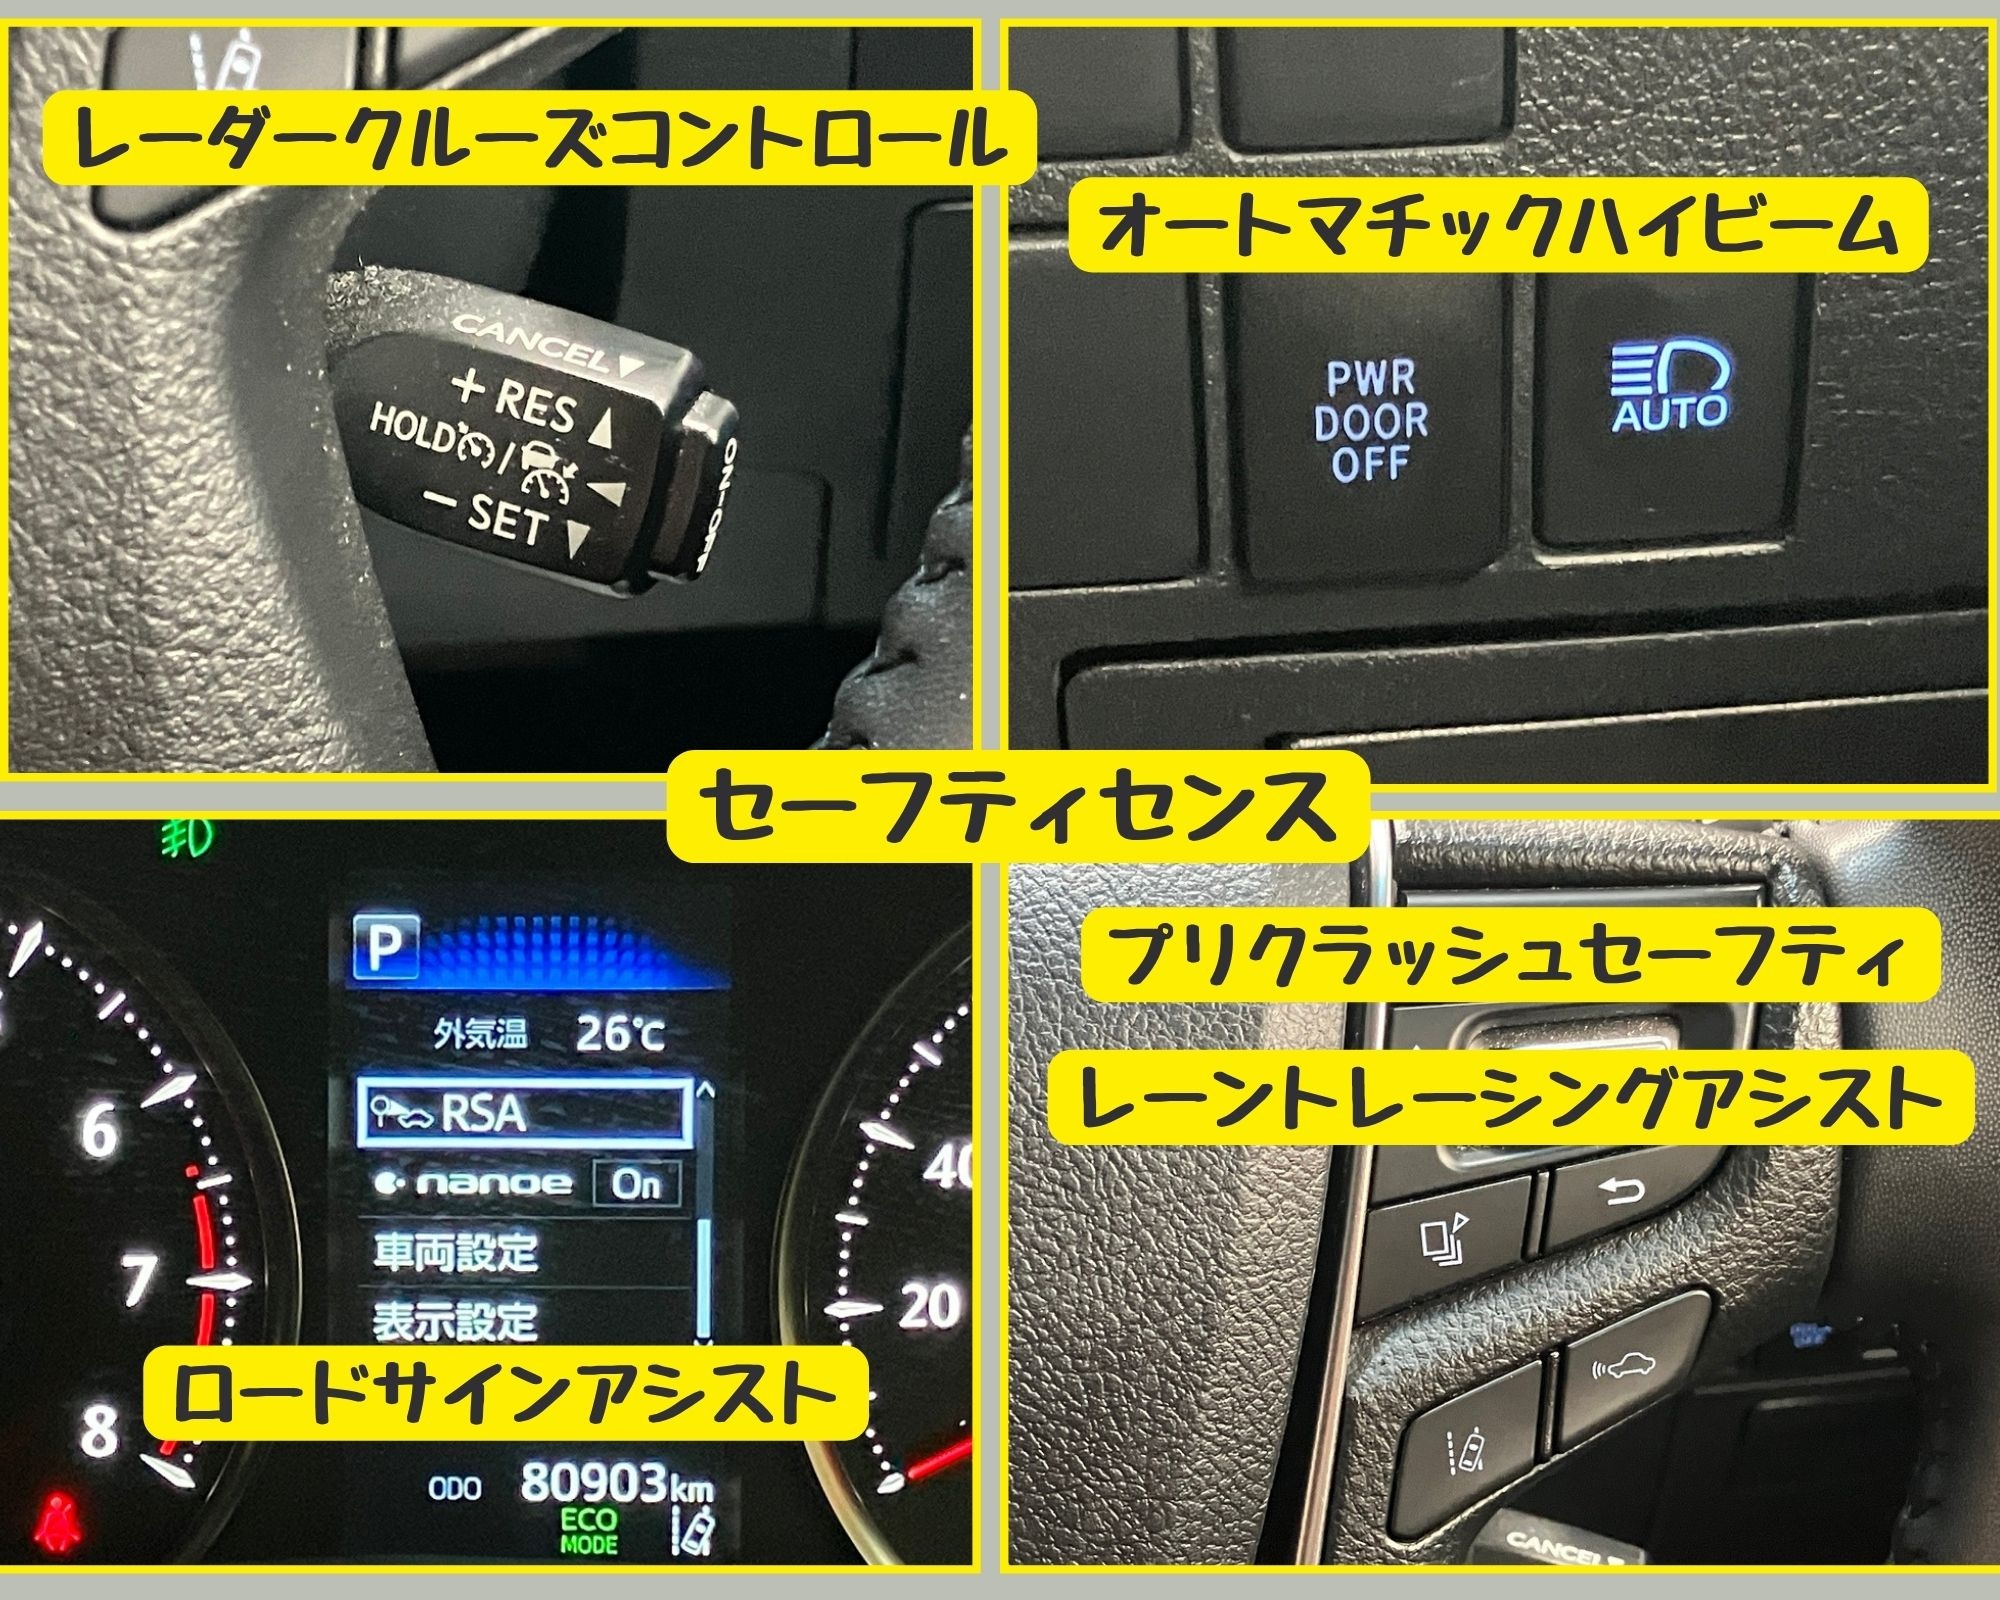 レーダークルーズコントロール
CANCEL▼
+ RES ▲
HOLD / ◀
− SET ▼
ON-OFF
オートマチックハイビーム
PWR
DOOR
OFF
AUTO
セーフティセンス
P
外気温 26℃
RSA
nanoe On
車両設定
表示設定
6
7
8
40
20
ロードサインアシスト
ODO 80903km
ECO
MODE
プリクラッシュセーフティ
レーントレーシングアシスト
CANCEL▼